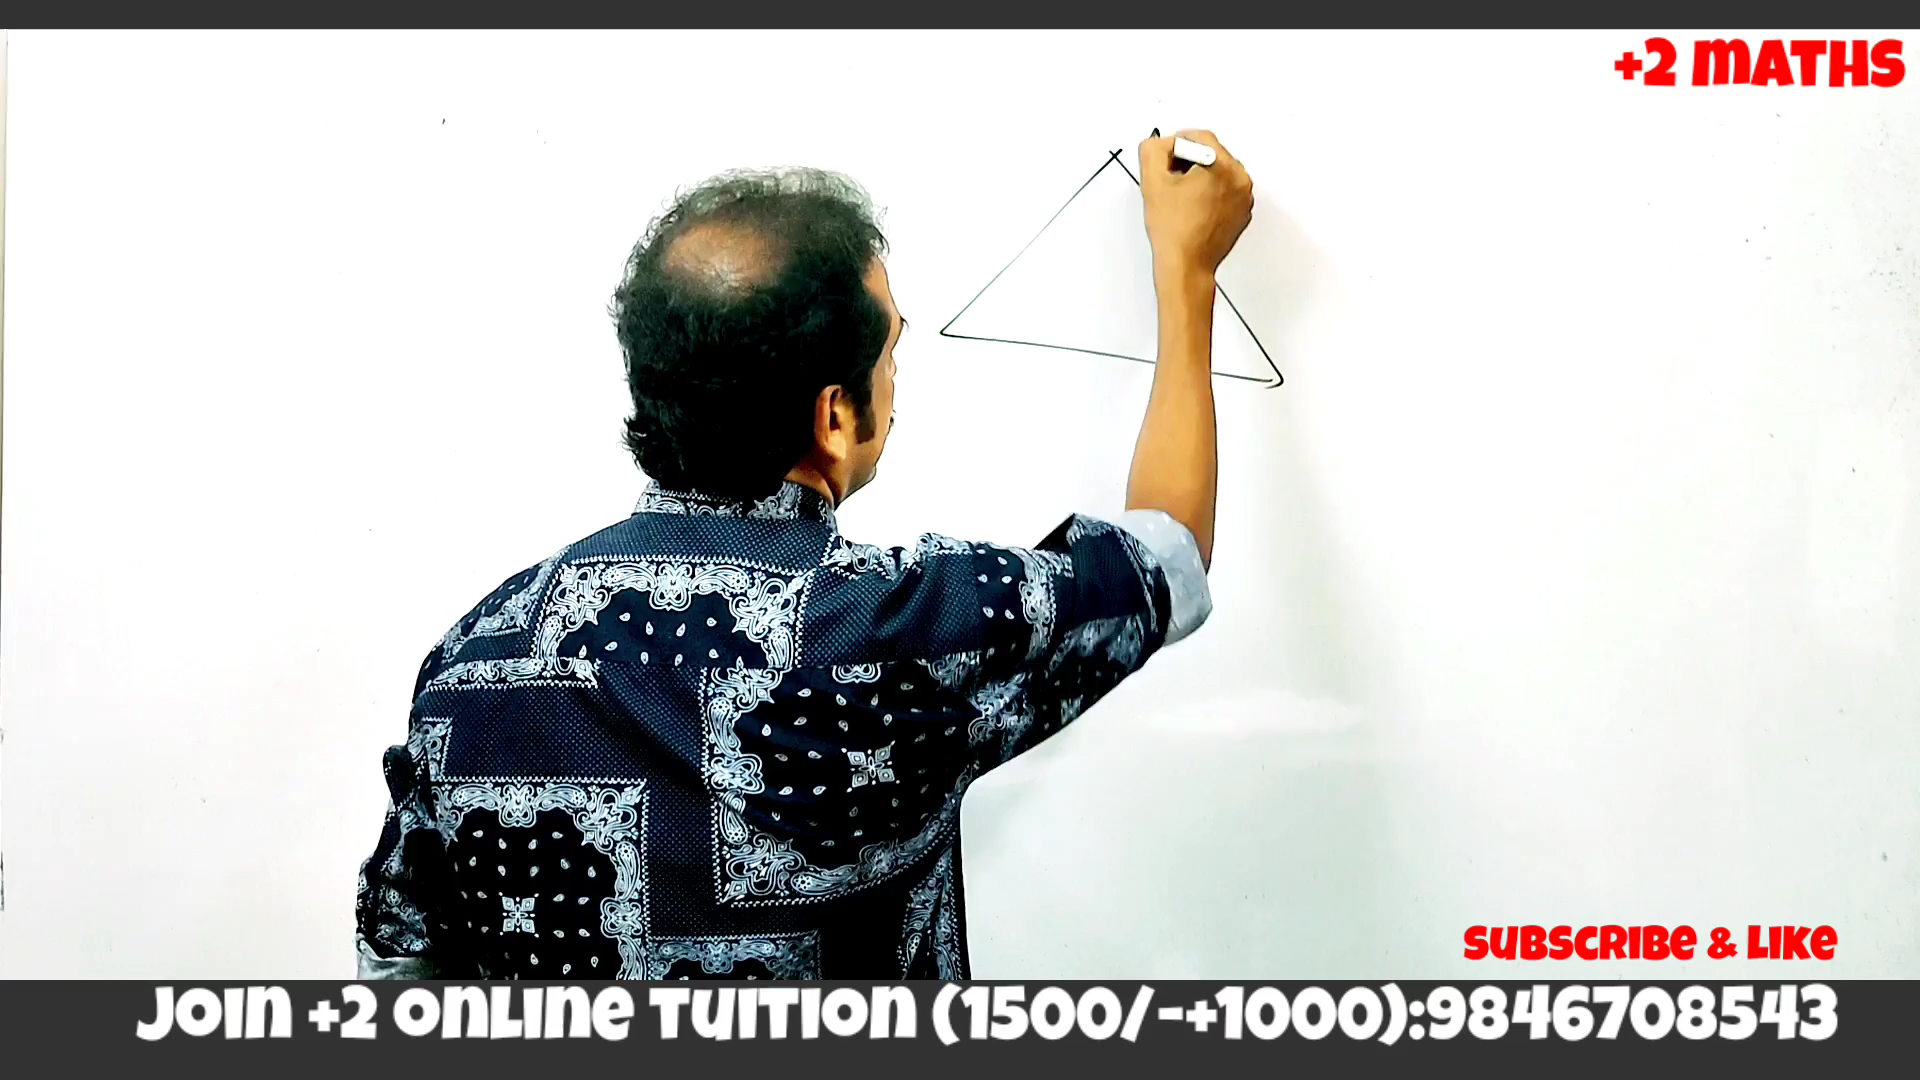 +2 MATHS
SUBSCRIBE & LIKE
JOIN +2 ONLINE TUITION (1500/-+1000):9846708543